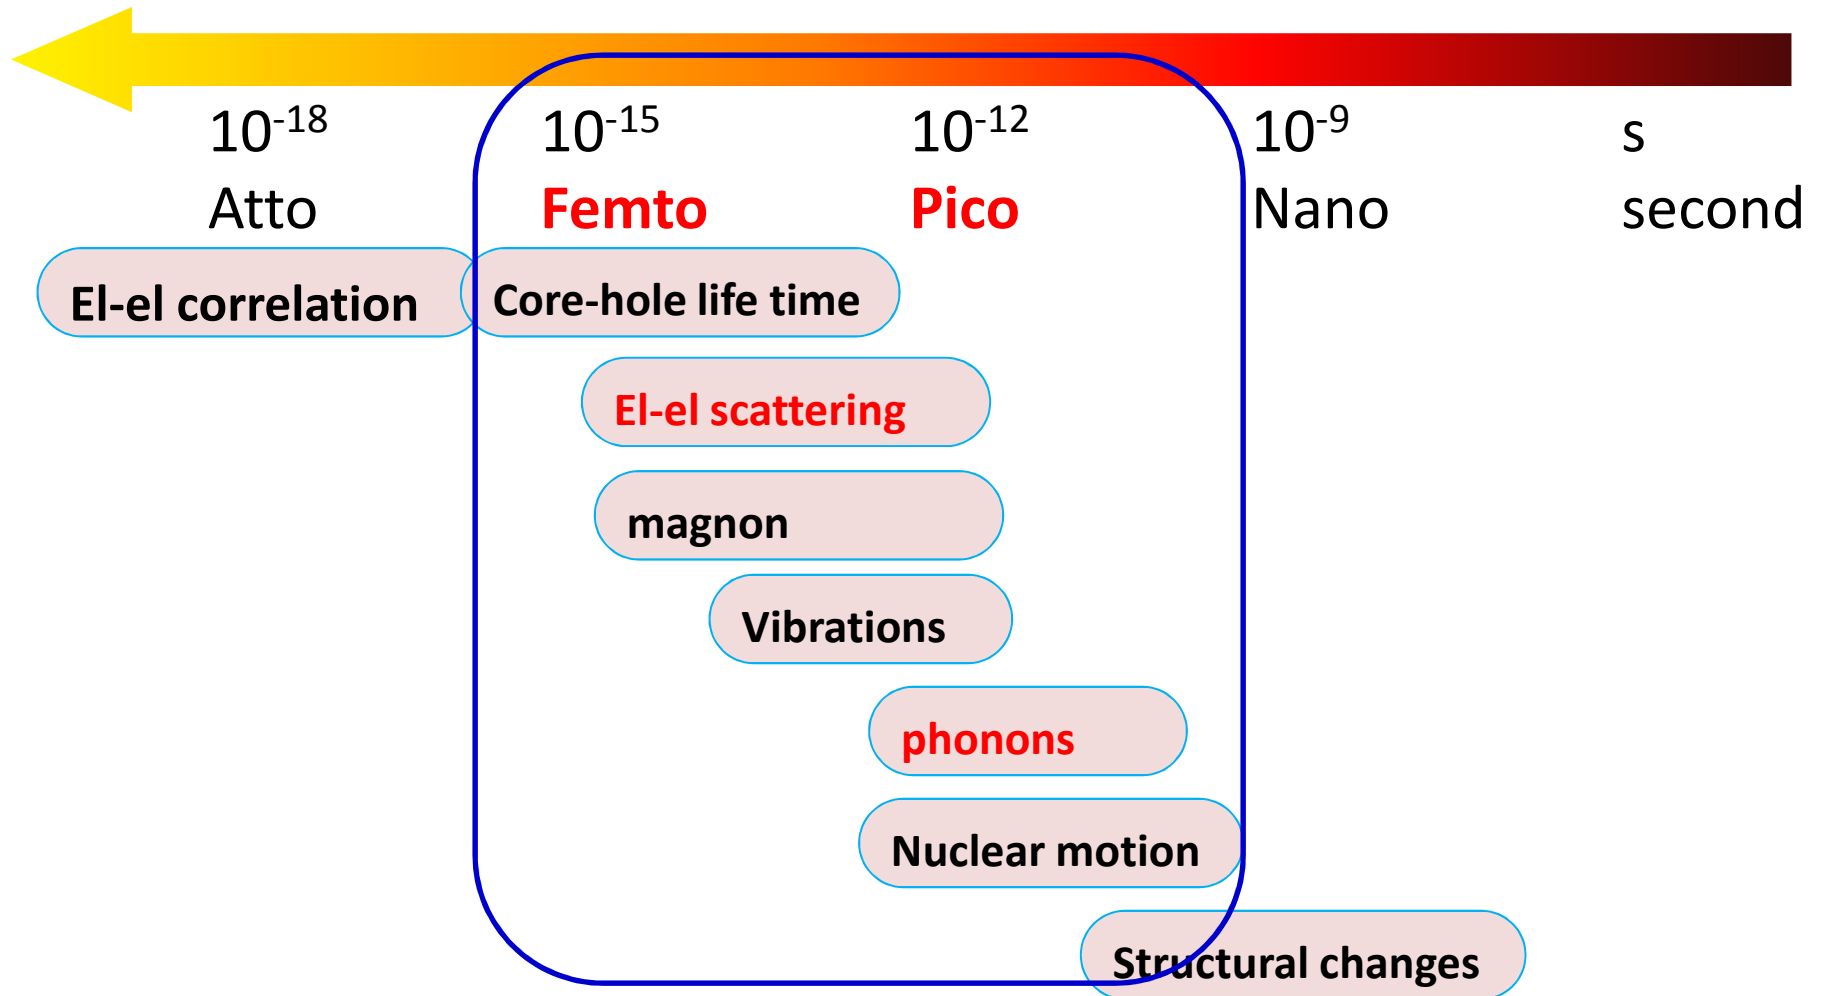 10-18 10-15 10-12 10-9 s
Atto Femto Pico Nano second
El-el correlation Core-hole life time
El-el scattering
magnon
Vibrations
phonons
Nuclear motion
Structural changes